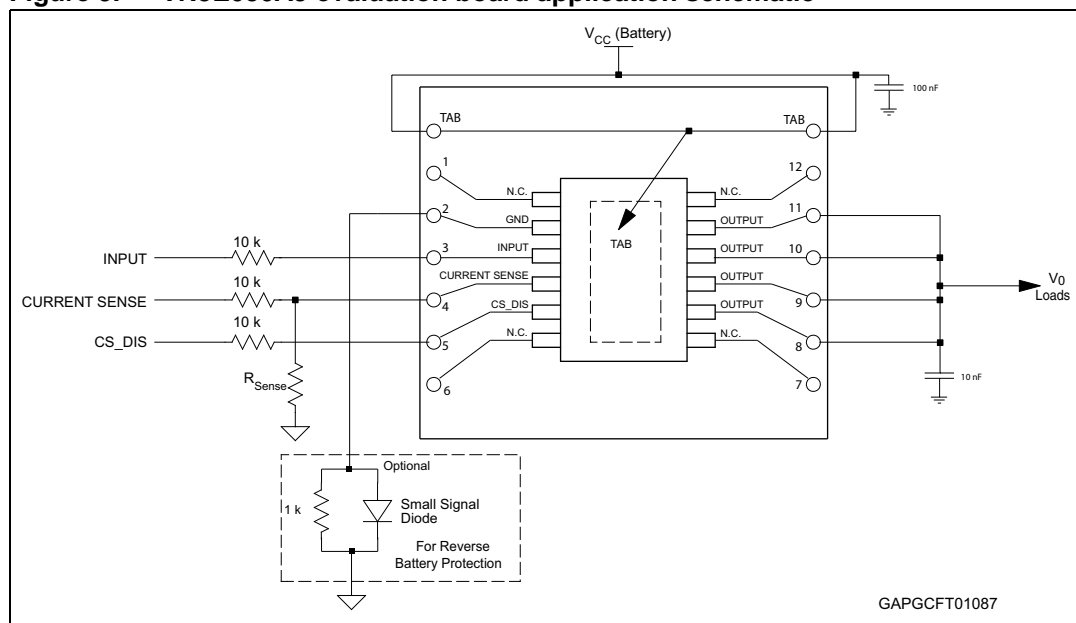 V_CC (Battery)
100 nF
TAB
TAB
1
12
N.C.
N.C.
2
GND
OUTPUT
11
TAB
INPUT
10 k
3
INPUT
OUTPUT
10
CURRENT SENSE
10 k
4
CURRENT SENSE
OUTPUT
9
V0
Loads
CS_DIS
10 k
5
CS_DIS
OUTPUT
8
N.C.
N.C.
R_Sense
6
7
10 nF
Optional
1 k
Small Signal
Diode
For Reverse
Battery Protection
GAPGCFT01087